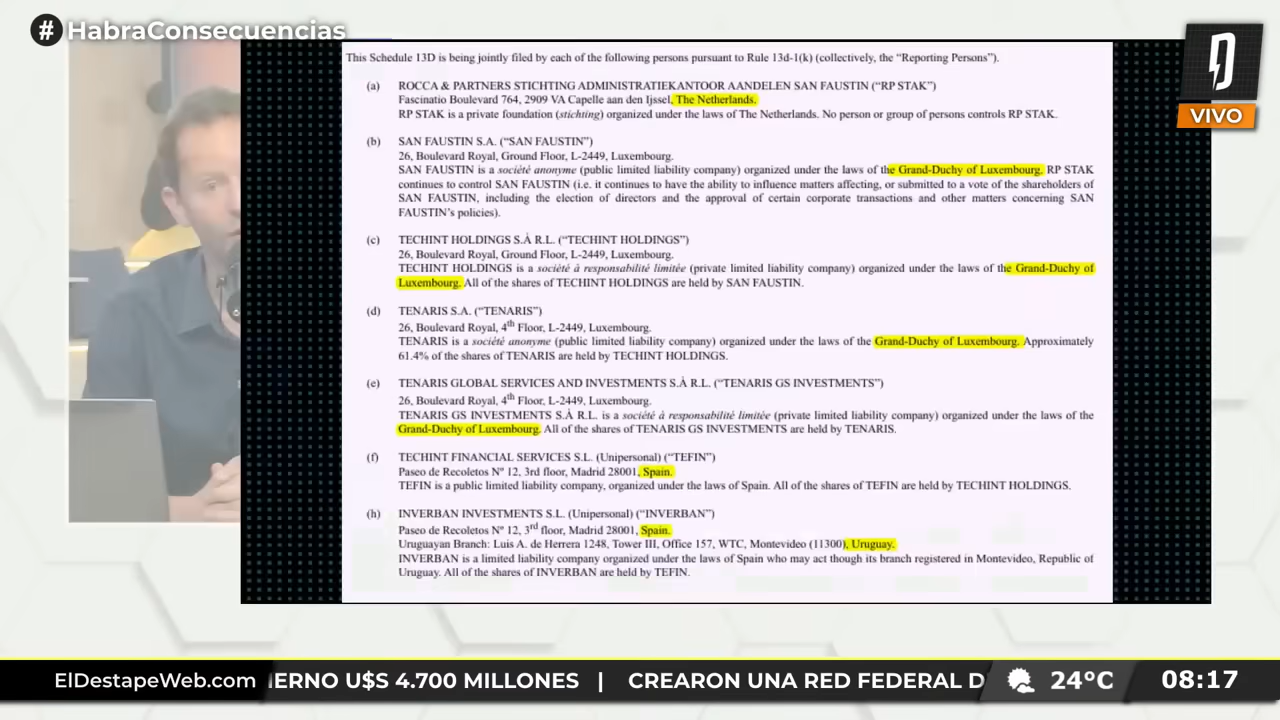 # #HabraConsecuencias
VIVO
This Schedule 13D is being jointly filed by each of the following persons pursuant to Rule 13d-1(k) (collectively, the “Reporting Persons”).
(a) ROCCA & PARTNERS STICHTING ADMINISTRATIEKANTOOR AANDELEN SAN FAUSTIN (“RP STAK”)
Fascinatio Boulevard 764, 2909 VA Capelle aan den Ijssel, The Netherlands.
RP STAK is a private foundation (stichting) organized under the laws of The Netherlands. No person or group of persons controls RP STAK.
(b) SAN FAUSTIN S.A. (“SAN FAUSTIN”)
26, Boulevard Royal, Ground Floor, L-2449, Luxembourg.
SAN FAUSTIN is a société anonyme (public limited liability company) organized under the laws of the Grand-Duchy of Luxembourg. RP STAK
continues to control SAN FAUSTIN (i.e. it continues to have the ability to influence matters affecting, or submitted to a vote of the shareholders of
SAN FAUSTIN, including the election of directors and the approval of certain corporate transactions and other matters concerning SAN
FAUSTIN’s policies).
(c) TECHINT HOLDINGS S.À R.L. (“TECHINT HOLDINGS”)
26, Boulevard Royal, Ground Floor, L-2449, Luxembourg.
TECHINT HOLDINGS is a société à responsabilité limitée (private limited liability company) organized under the laws of the Grand-Duchy of
Luxembourg. All of the shares of TECHINT HOLDINGS are held by SAN FAUSTIN.
(d) TENARIS S.A. (“TENARIS”)
26, Boulevard Royal, 4th Floor, L-2449, Luxembourg.
TENARIS is a société anonyme (public limited liability company) organized under the laws of the Grand-Duchy of Luxembourg. Approximately
61.4% of the shares of TENARIS are held by TECHINT HOLDINGS.
(e) TENARIS GLOBAL SERVICES AND INVESTMENTS S.À R.L. (“TENARIS GS INVESTMENTS”)
26, Boulevard Royal, 4th Floor, L-2449, Luxembourg.
TENARIS GS INVESTMENTS S.À R.L. is a société à responsabilité limitée (private limited liability company) organized under the laws of the
Grand-Duchy of Luxembourg. All of the shares of TENARIS GS INVESTMENTS are held by TENARIS.
(f) TECHINT FINANCIAL SERVICES S.L. (Unipersonal) (“TEFIN”)
Paseo de Recoletos Nº 12, 3rd floor, Madrid 28001, Spain.
TEFIN is a public limited liability company, organized under the laws of Spain. All of the shares of TEFIN are held by TECHINT HOLDINGS.
(h) INVERBAN INVESTMENTS S.L. (Unipersonal) (“INVERBAN”)
Paseo de Recoletos Nº 12, 3rd floor, Madrid 28001, Spain.
Uruguayan Branch: Luis A. de Herrera 1248, Tower III, Office 157, WTC, Montevideo (11300), Uruguay.
INVERBAN is a limited liability company organized under the laws of Spain who may act though its branch registered in Montevideo, Republic of
Uruguay. All of the shares of INVERBAN are held by TEFIN.
ElDestapeWeb.com IERNO U$S 4.700 MILLONES | CREARON UNA RED FEDERAL D 24°C 08:17